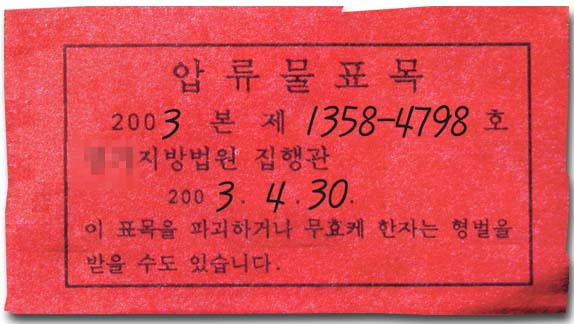 압류물표목
2003 본 제 1358-4798 호
지방법원 집행관
2003. 4. 30.
이 표목을 파괴하거나 무효케 한자는 형벌을
받을 수도 있습니다.